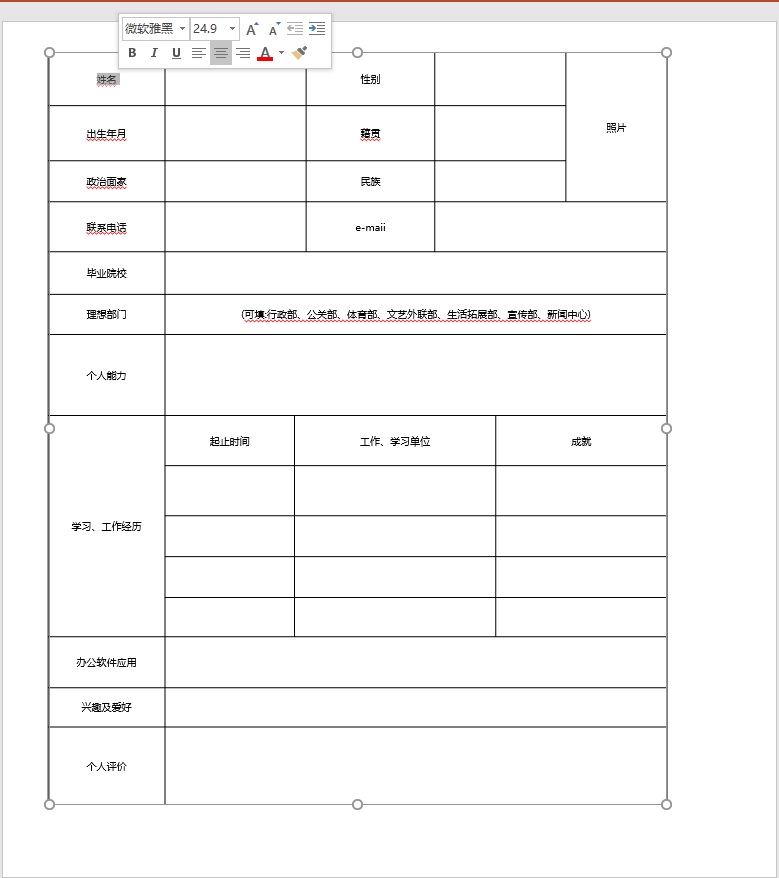 微软雅黑 24.9 A A
B I U A
姓名 性别
照片
出生年月 籍贯
政治面家 民族
联系电话 e-maii
毕业院校
理想部门 (可填:行政部、公关部、体育部、文艺外联部、生活拓展部、宣传部、新闻中心)
个人能力
起止时间 工作、学习单位 成就
学习、工作经历
办公软件应用
兴趣及爱好
个人评价